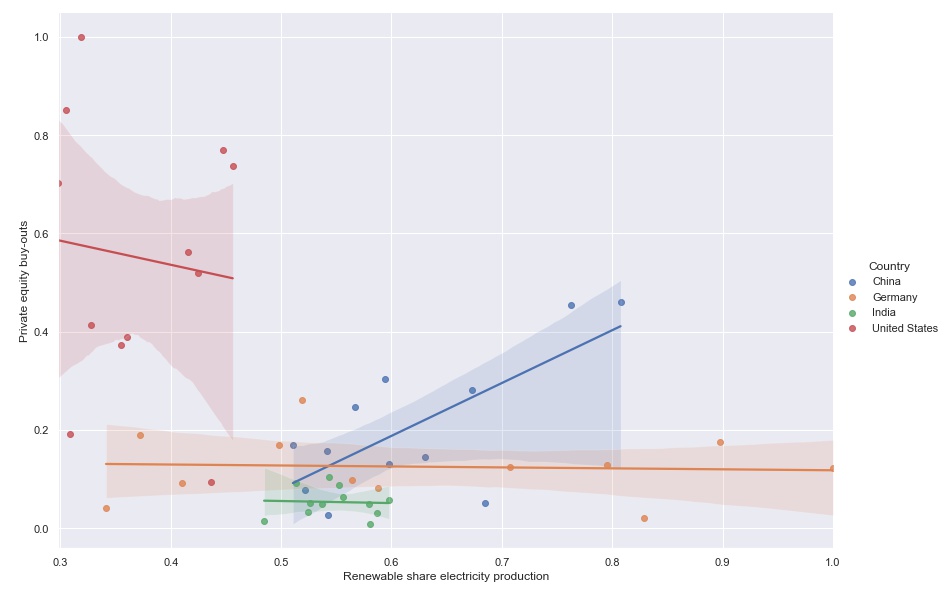 1.0
0.8
0.6
0.4
0.2
0.0
Private equity buy-outs
0.3 0.4 0.5 0.6 0.7 0.8 0.9 1.0
Renewable share electricity production
Country
China
Germany
India
United States